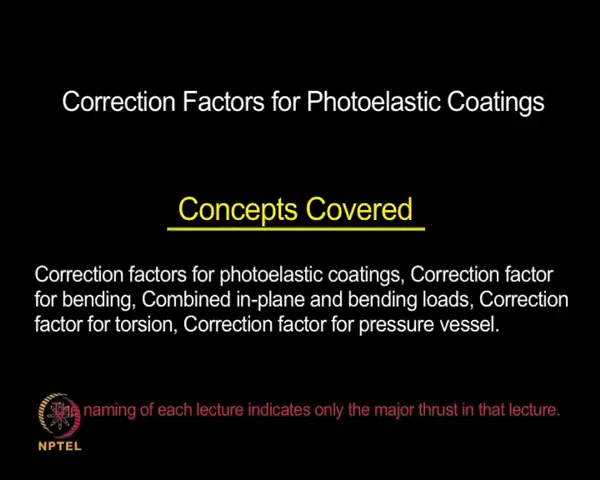 Correction Factors for Photoelastic Coatings
Concepts Covered
Correction factors for photoelastic coatings, Correction factor
for bending, Combined in-plane and bending loads, Correction
factor for torsion, Correction factor for pressure vessel.
The naming of each lecture indicates only the major thrust in that lecture.
NPTEL